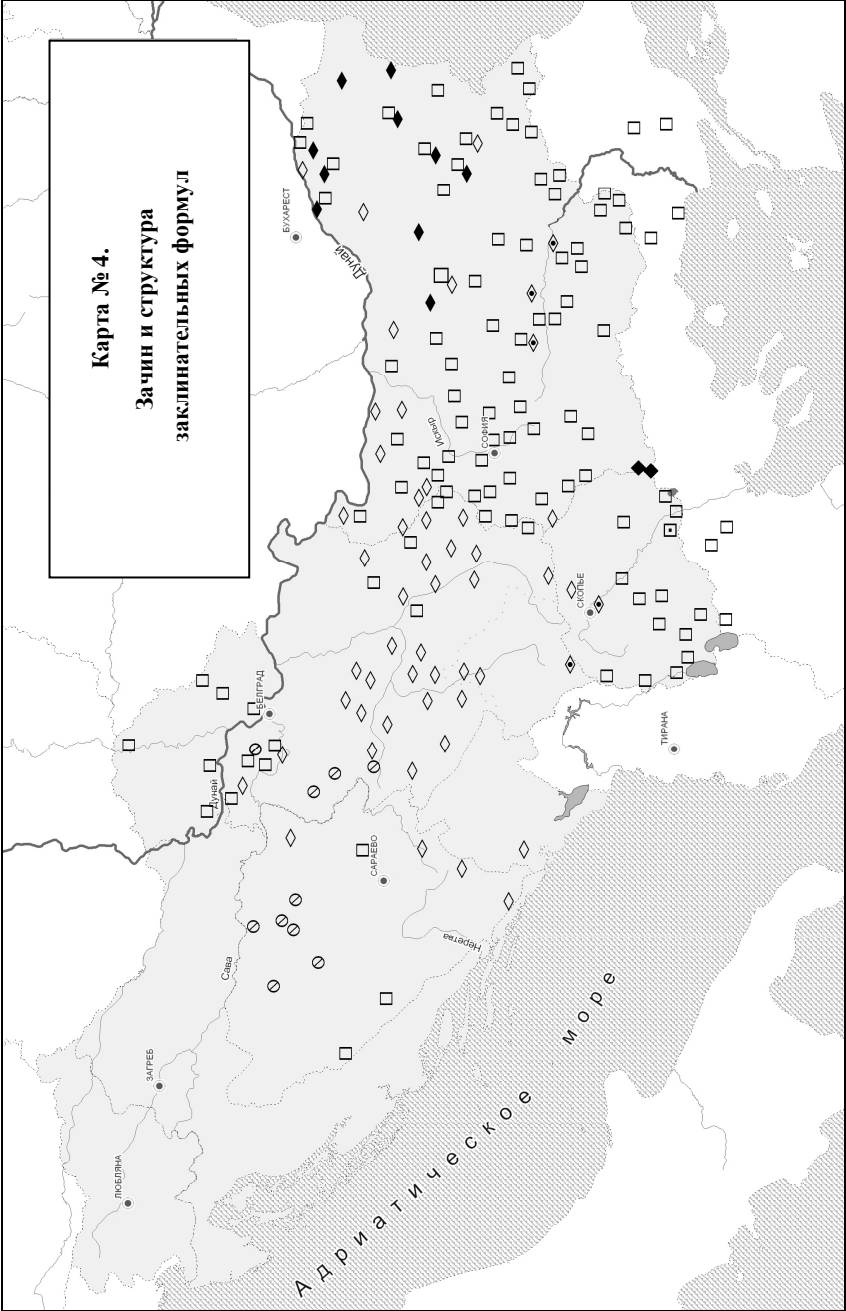 Карта № 4.
Зачин и структура
заклинательных формул
ЛЮБЛЯНА
ЗАГРЕБ
Сава
Дунай
БЕЛГРАД
САРАЕВО
Неретва
Адриатическое море
ТИРАНА
СКОПЬЕ
СОФИЯ
Искыр
Дунай
БУХАРЕСТ